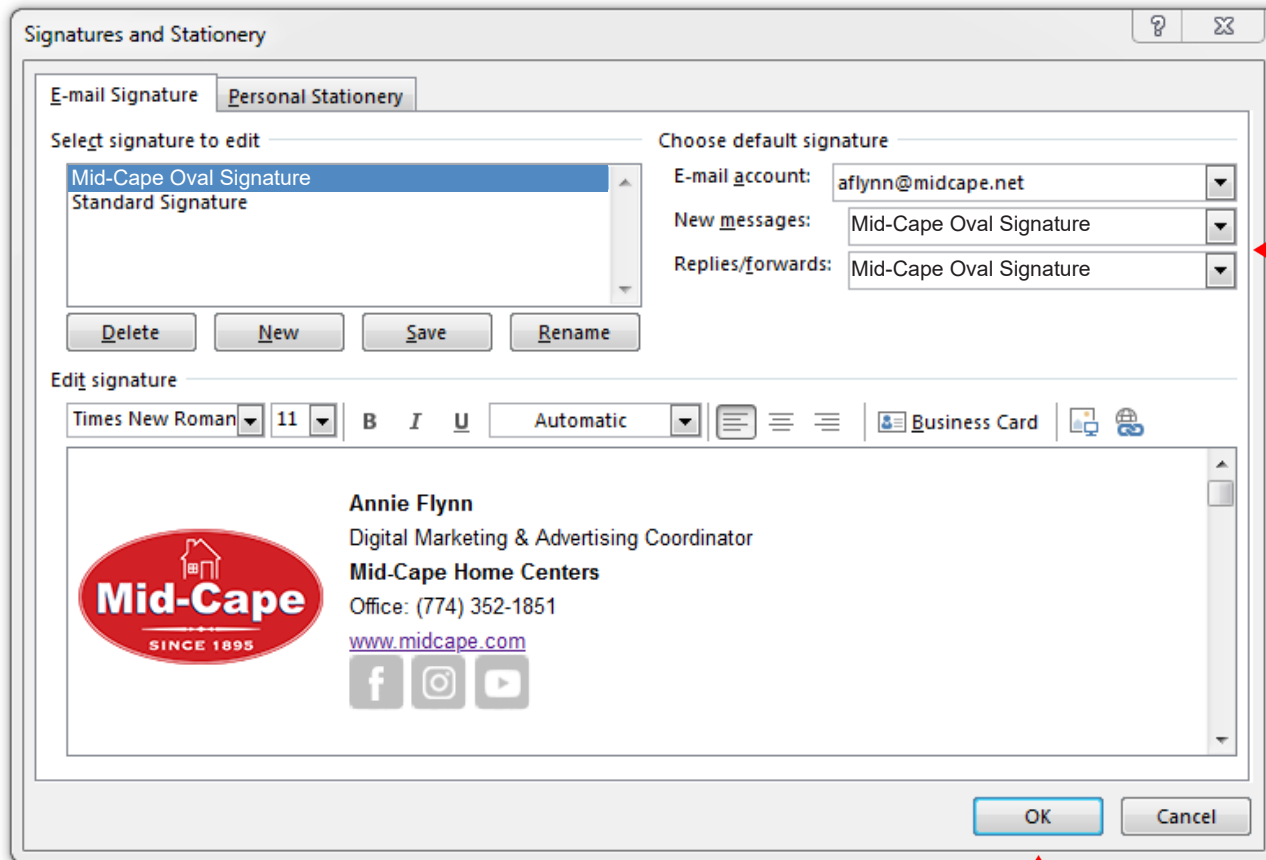 Signatures and Stationery
E-mail Signature
Personal Stationery
Select signature to edit
Mid-Cape Oval Signature
Standard Signature
Delete
New
Save
Rename
Choose default signature
E-mail account:
aflynn@midcape.net
New messages:
Mid-Cape Oval Signature
Replies/forwards:
Mid-Cape Oval Signature
Edit signature
Times New Roman
11
B
I
U
Automatic
Business Card
Mid-Cape
SINCE 1895
Annie Flynn
Digital Marketing & Advertising Coordinator
Mid-Cape Home Centers
Office: (774) 352-1851
www.midcape.com
OK
Cancel